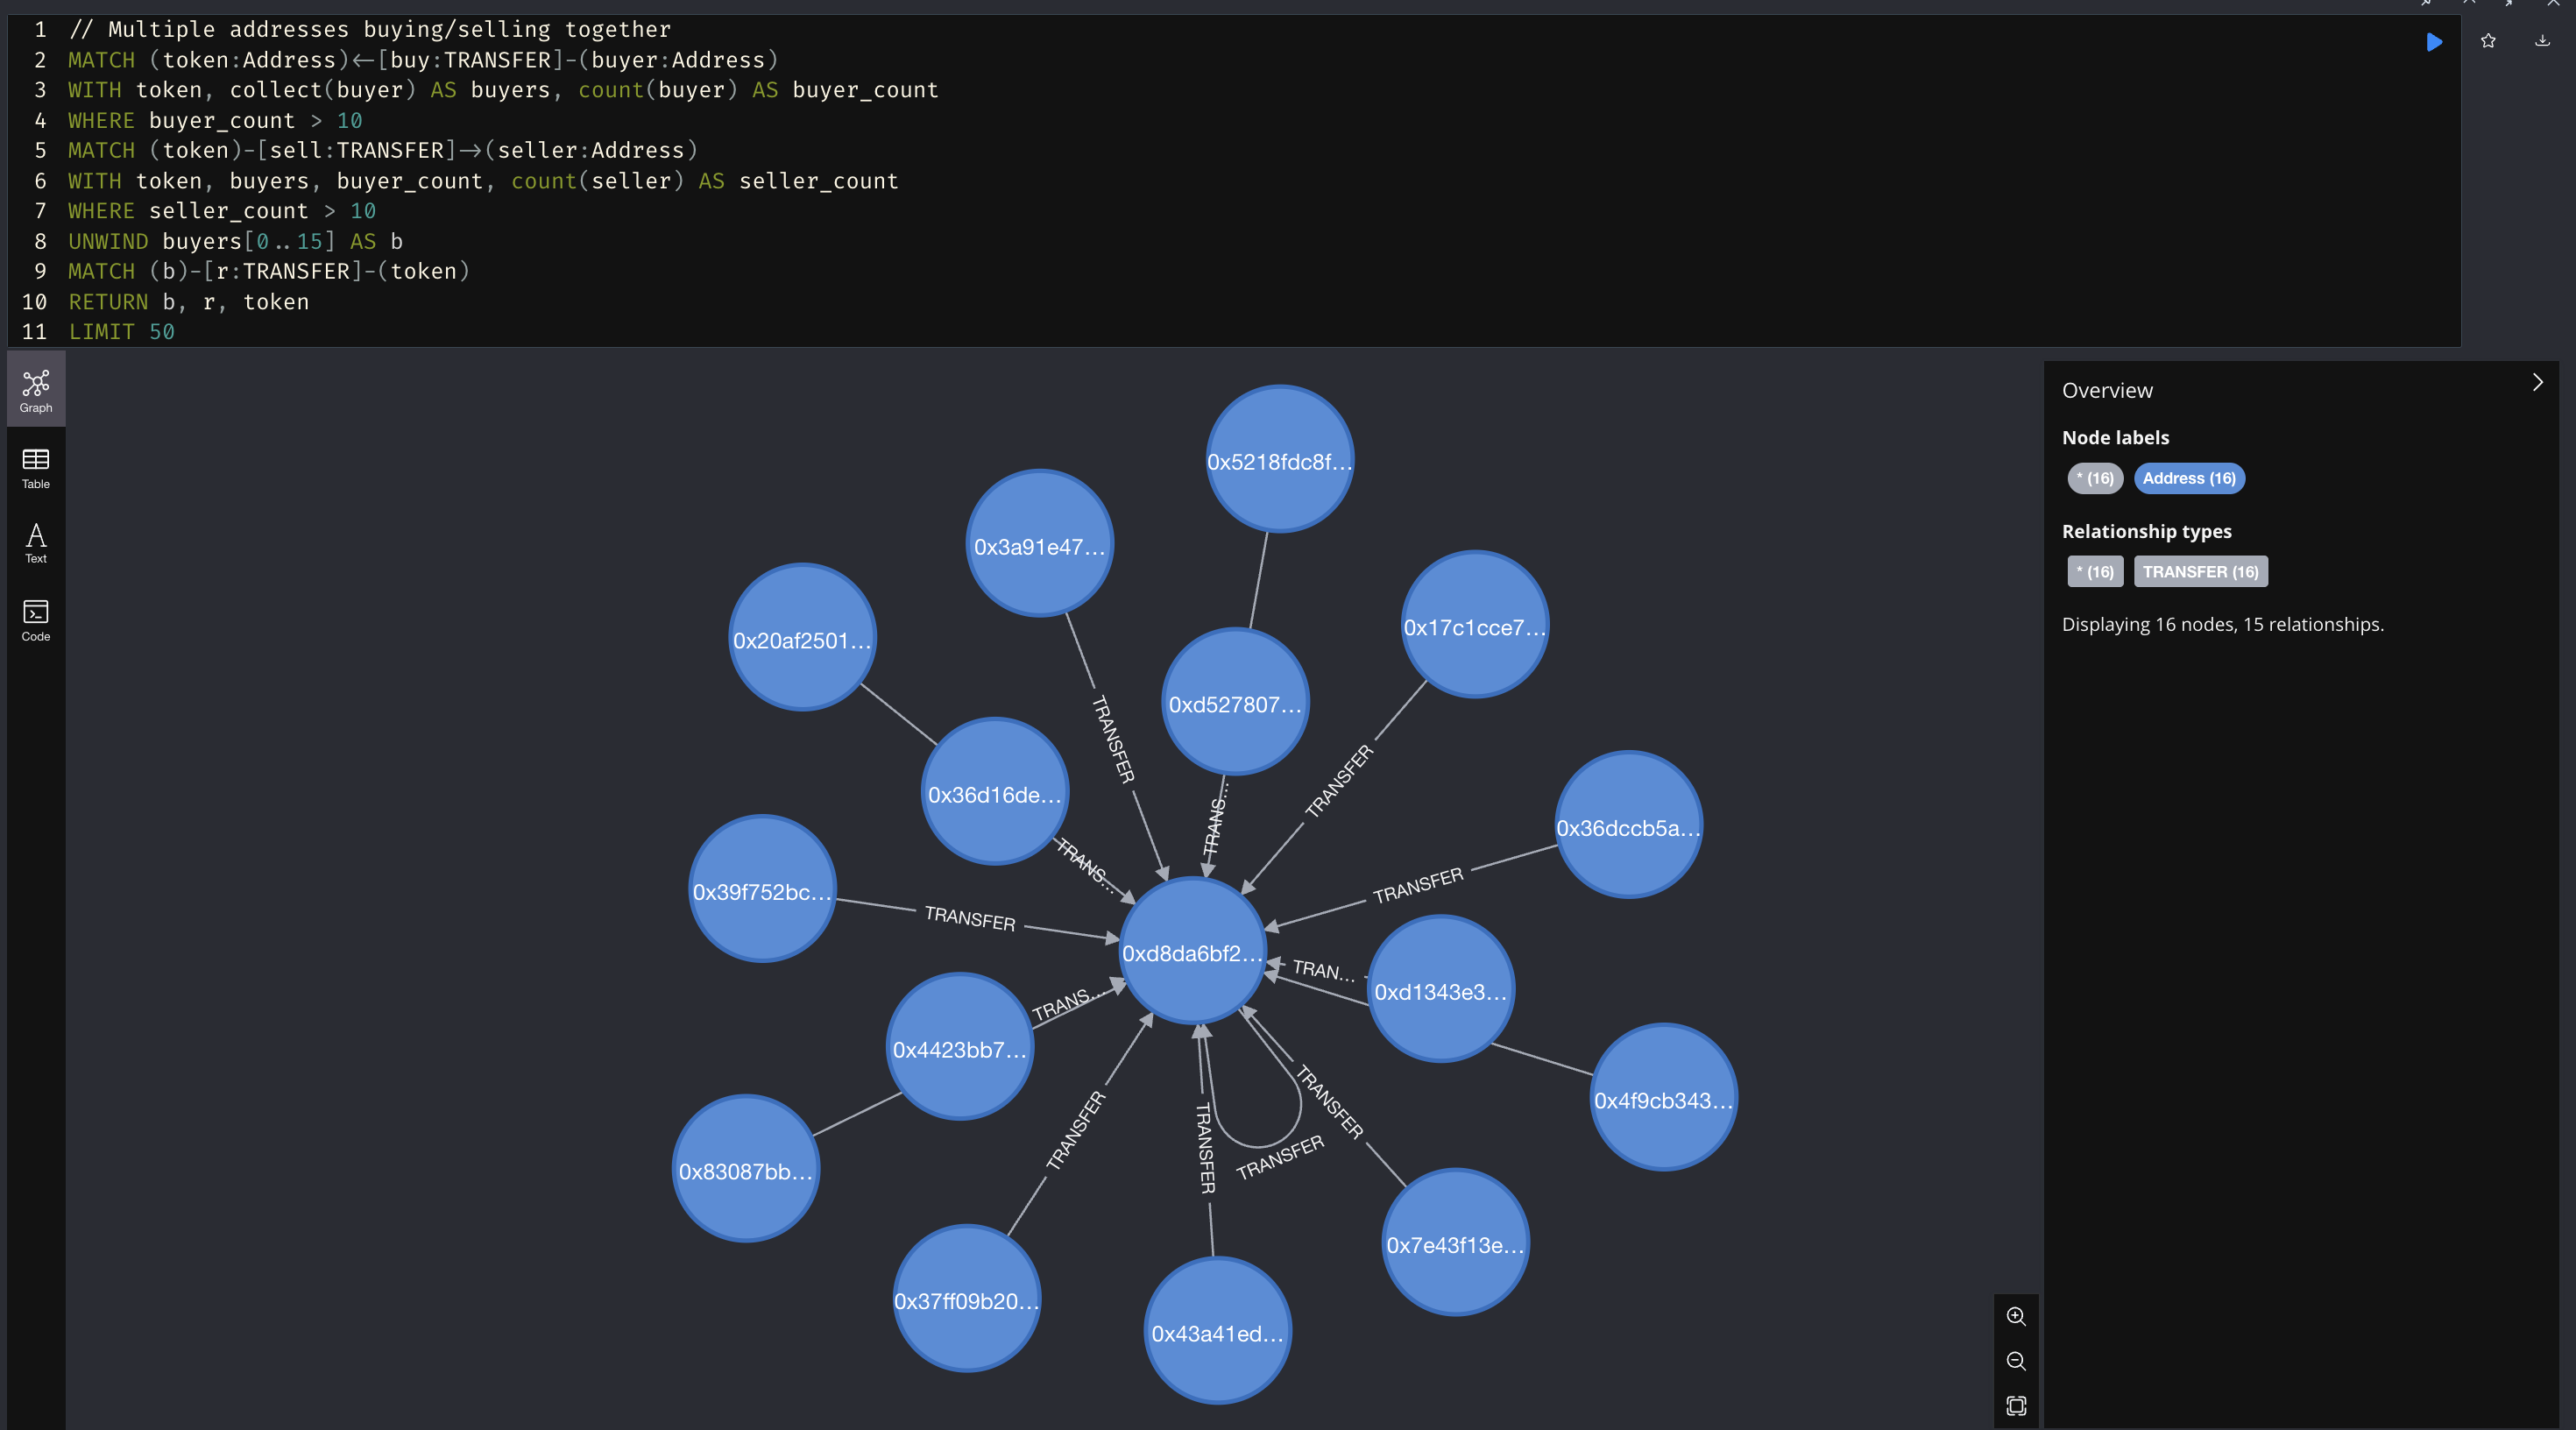 1 // Multiple addresses buying/selling together
2 MATCH (token:Address)<-[buy:TRANSFER]-(buyer:Address)
3 WITH token, collect(buyer) AS buyers, count(buyer) AS buyer_count
4 WHERE buyer_count > 10
5 MATCH (token)-[sell:TRANSFER]->(seller:Address)
6 WITH token, buyers, buyer_count, count(seller) AS seller_count
7 WHERE seller_count > 10
8 UNWIND buyers[0..15] AS b
9 MATCH (b)-[r:TRANSFER]-(token)
10 RETURN b, r, token
11 LIMIT 50
Graph
Table
Text
Code
0x5218fdc8f...
0x3a91e47...
0x20af2501...
0x17c1cce7...
0xd527807...
TRANSFER
0x36d16de...
TRANS...
TRANSFER
0x36dccb5a...
TRANS...
0x39f752bc...
TRANSFER
TRANSFER
0xd8da6bf2...
TRAN...
0xd1343e3...
TRANS...
0x4423bb7...
0x4f9cb343...
TRANSFER
TRANSFER
TRANSFER
TRANSFER
0x83087bb...
0x7e43f13e...
0x37ff09b20...
0x43a41ed...
Overview
Node labels
* (16)
Address (16)
Relationship types
* (16)
TRANSFER (16)
Displaying 16 nodes, 15 relationships.